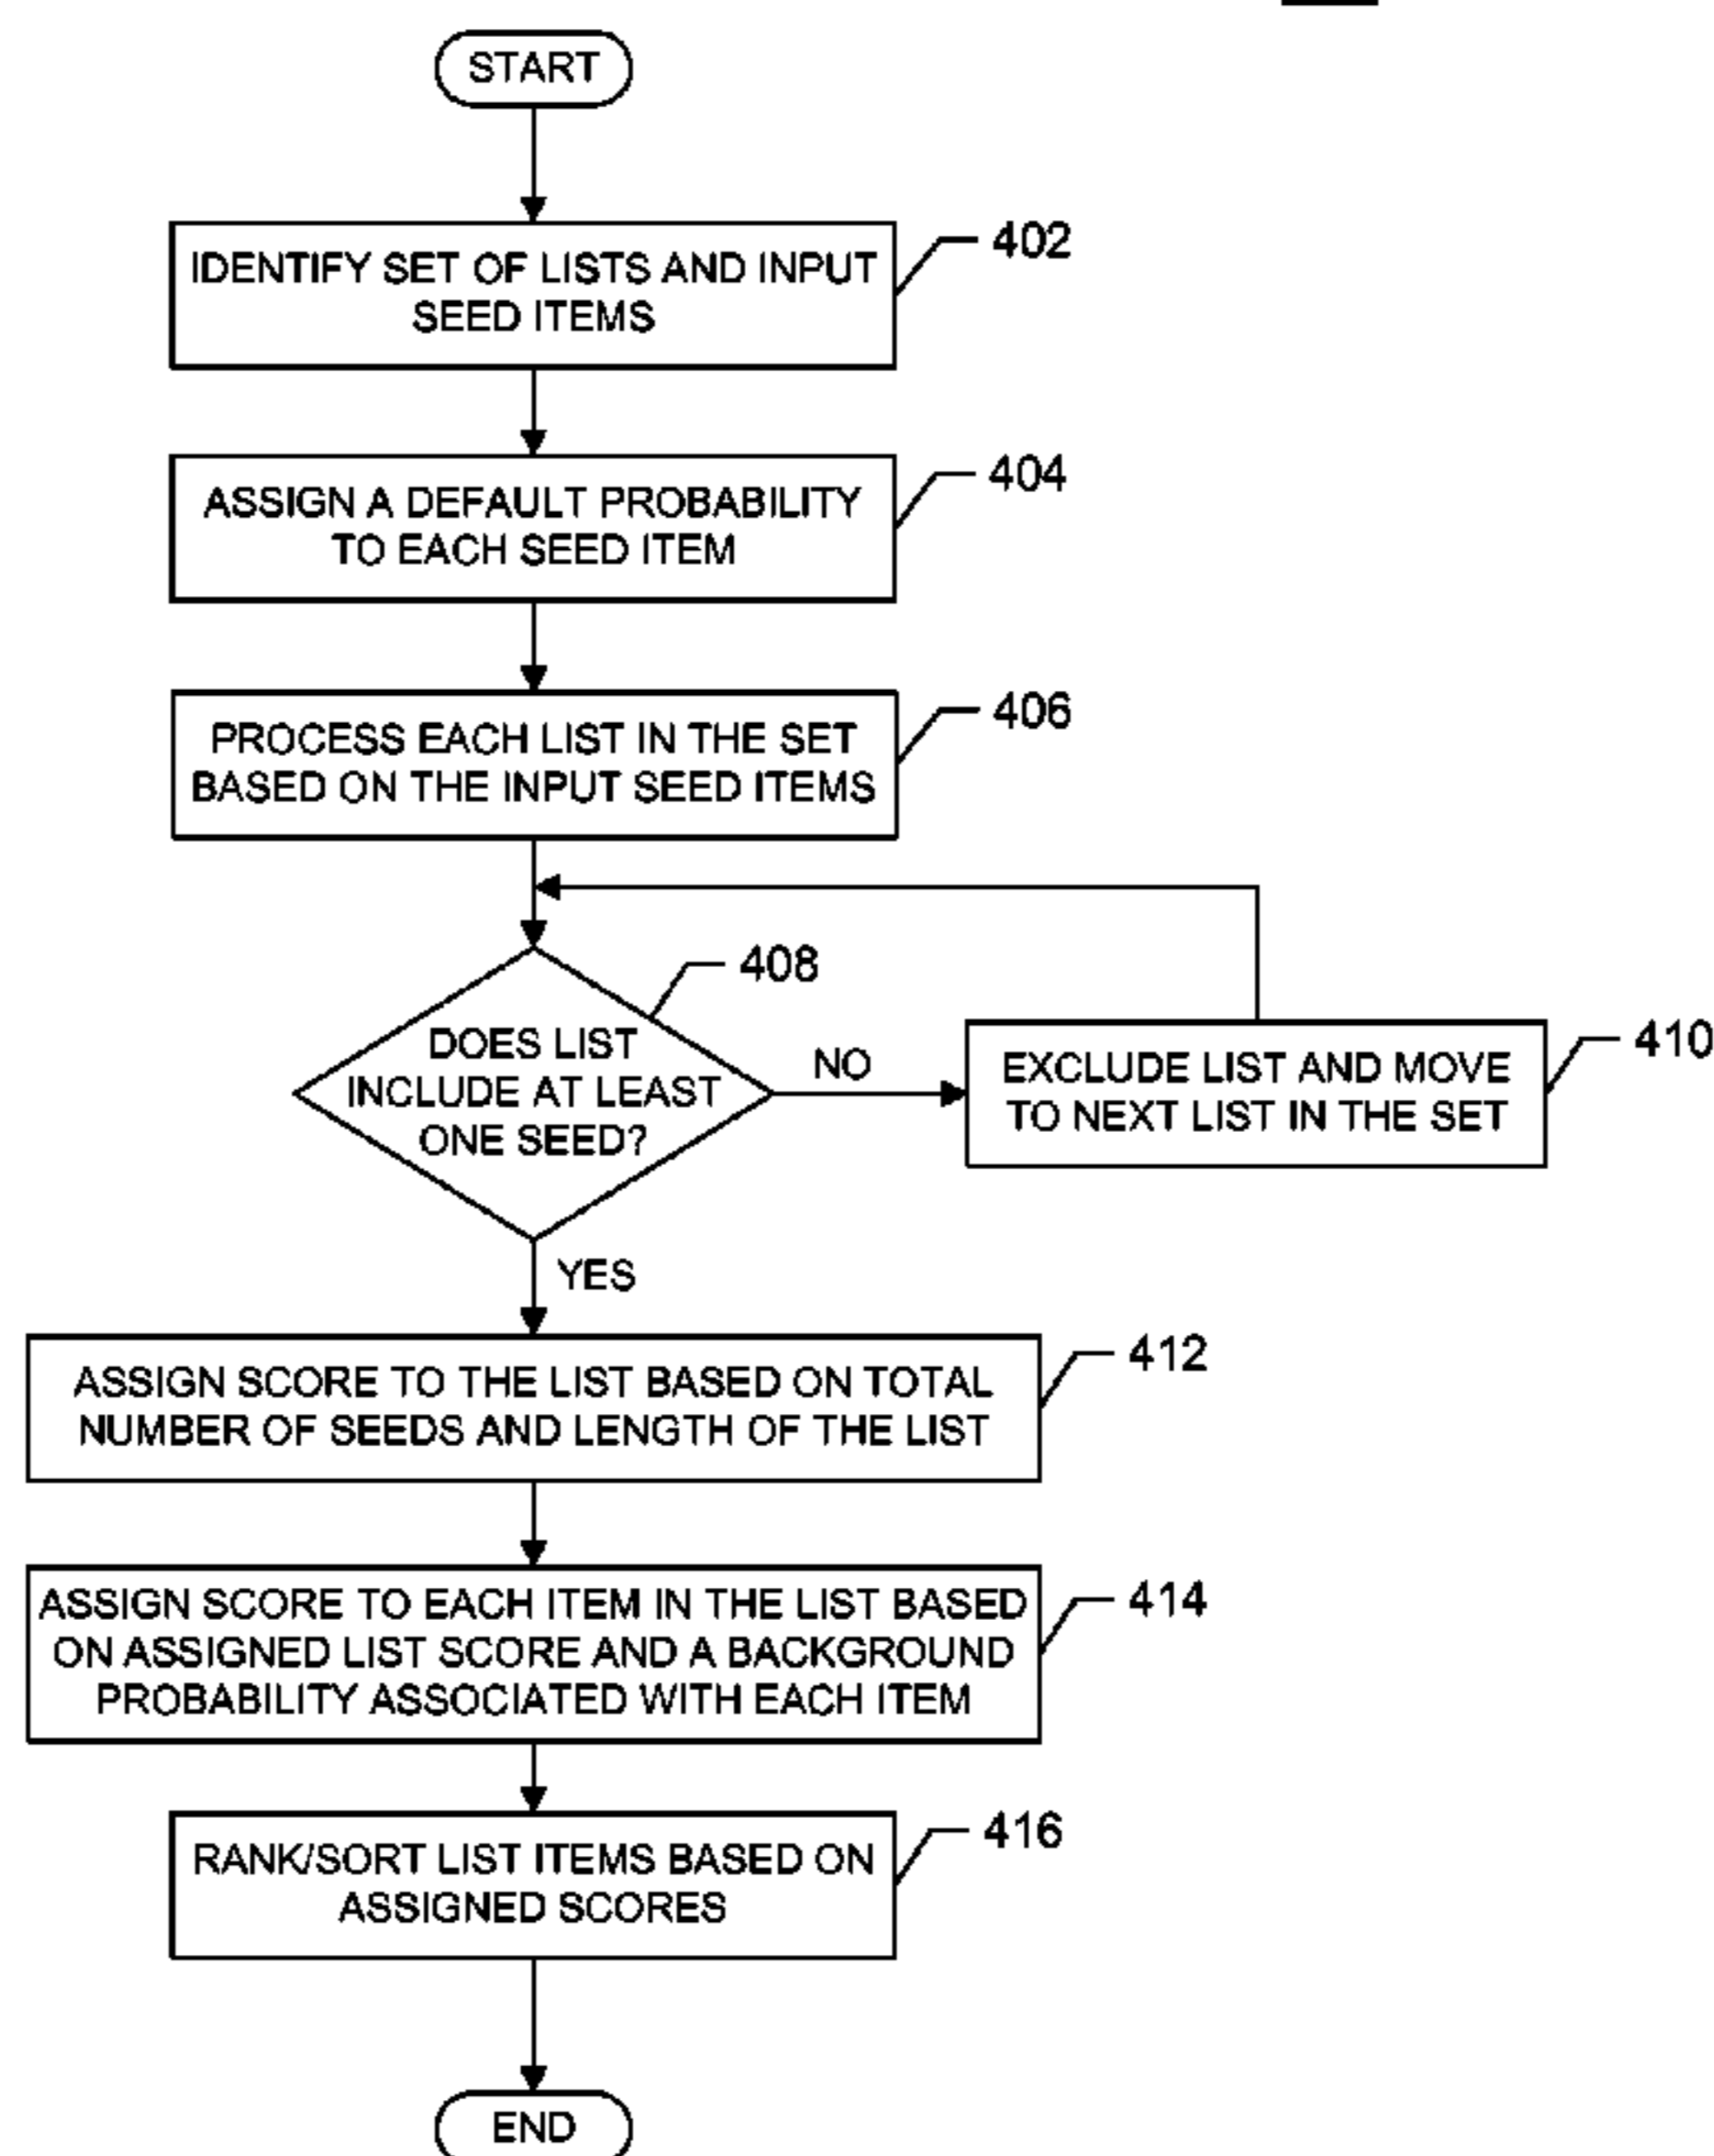 START
IDENTIFY SET OF LISTS AND INPUT
SEED ITEMS
402
ASSIGN A DEFAULT PROBABILITY
TO EACH SEED ITEM
404
PROCESS EACH LIST IN THE SET
BASED ON THE INPUT SEED ITEMS
406
DOES LIST
INCLUDE AT LEAST
ONE SEED?
408
NO
EXCLUDE LIST AND MOVE
TO NEXT LIST IN THE SET
410
YES
ASSIGN SCORE TO THE LIST BASED ON TOTAL
NUMBER OF SEEDS AND LENGTH OF THE LIST
412
ASSIGN SCORE TO EACH ITEM IN THE LIST BASED
ON ASSIGNED LIST SCORE AND A BACKGROUND
PROBABILITY ASSOCIATED WITH EACH ITEM
414
RANK/SORT LIST ITEMS BASED ON
ASSIGNED SCORES
416
END